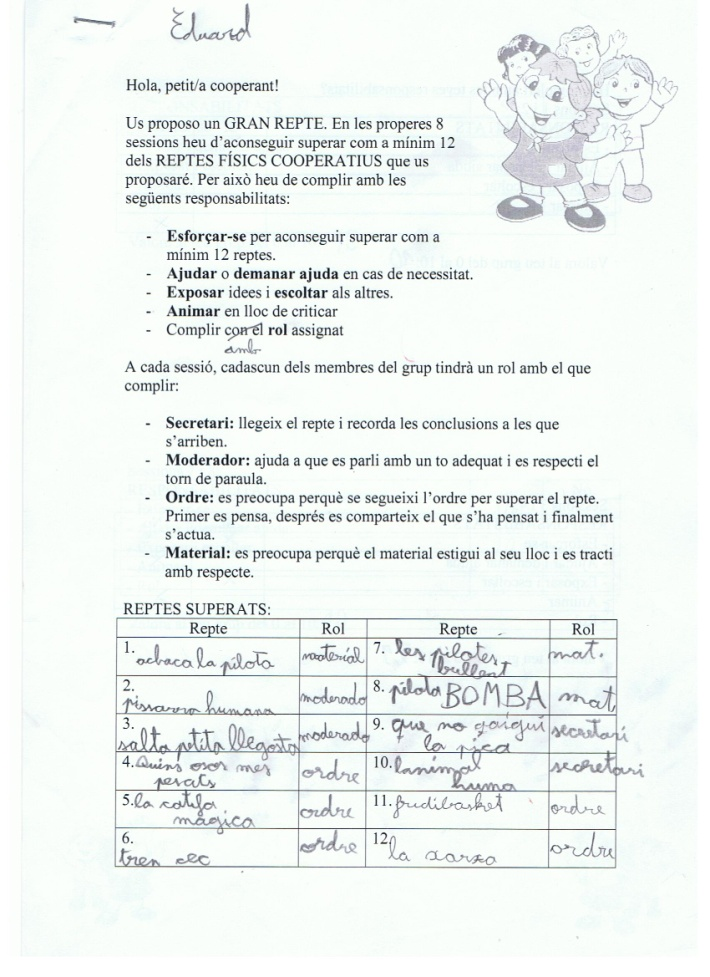 Eduard
Hola, petit/a cooperant!
Us proposo un GRAN REPTE. En les properes 8
sessions heu d'aconseguir superar com a mínim 12
dels REPTES FÍSICS COOPERATIUS que us
proposaré. Per això heu de complir amb les
següents responsabilitats:
- Esforçar-se per aconseguir superar com a
mínim 12 reptes.
- Ajudar o demanar ajuda en cas de necessitat.
- Exposar idees i escoltar als altres.
- Animar en lloc de criticar
- Complir con el rol assignat
amb
A cada sessió, cadascun dels membres del grup tindrà un rol amb el que
complir:
- Secretari: llegeix el repte i recorda les conclusions a les que
s'arriben.
- Moderador: ajuda a que es parli amb un to adequat i es respecti el
torn de paraula.
- Ordre: es preocupa perquè se segueixi l'ordre per superar el repte.
Primer es pensa, després es comparteix el que s'ha pensat i finalment
s'actua.
- Material: es preocupa perquè el material estigui al seu lloc i es tracti
amb respecte.
REPTES SUPERATS:
Repte Rol Repte Rol
1. la pilota material 7. les pilotes bullent mat.
2. humana moderado 8. pilota BOMBA mat
3. salta petita llegosta moderado 9. que no gaigui la pica secretari
4. Quins osos mes pesats ordre 10. lanimal huma secretari
5. la catifa màgica ordre 11. fudibasket ordre
6. tren cec ordre 12. la xarxa ordre